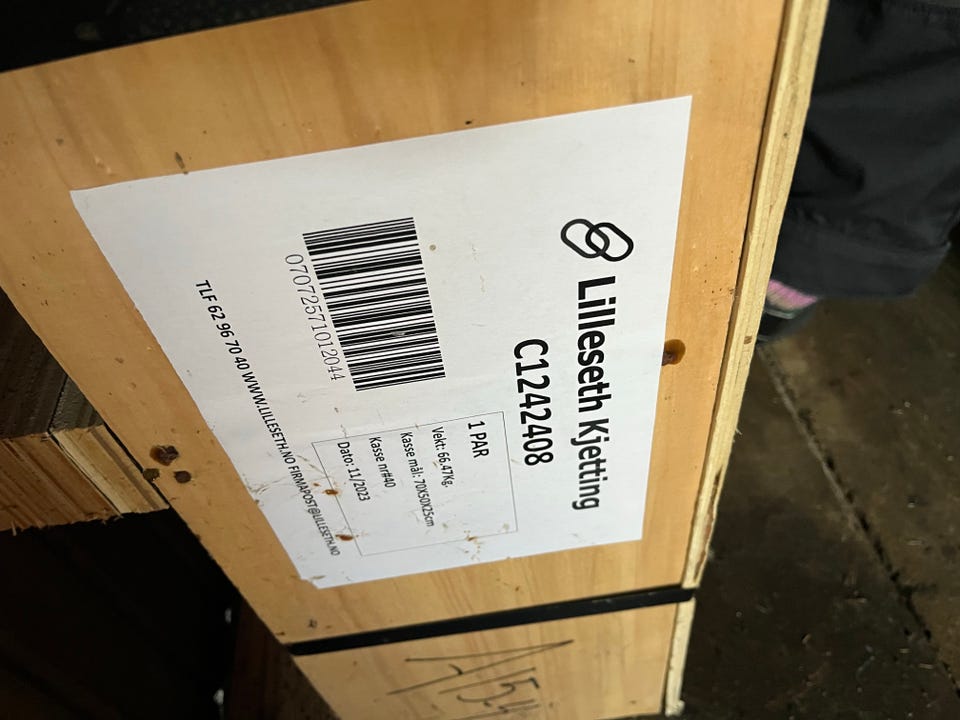 Lilleseth Kjetting
C1242408
1 PAR
Vekt: 66.47Kg.
Kasse mål: 70X50X25cm
Kasse nr#40
Dato: 11/2023
07072571012044
TLF 62 96 70 40 WWW.LILLESETH.NO FIRMAPOST@LILLESETH.NO